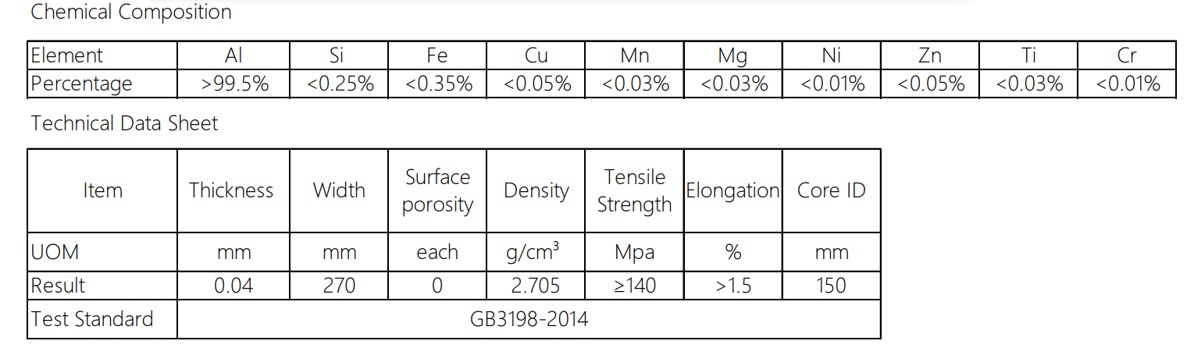 Chemical Composition
Element Al Si Fe Cu Mn Mg Ni Zn Ti Cr
Percentage >99.5% <0.25% <0.35% <0.05% <0.03% <0.03% <0.01% <0.05% <0.03% <0.01%
Technical Data Sheet
Item Thickness Width Surface porosity Density Tensile Strength Elongation Core ID
UOM mm mm each g/cm³ Mpa % mm
Result 0.04 270 0 2.705 ≥140 >1.5 150
Test Standard GB3198-2014